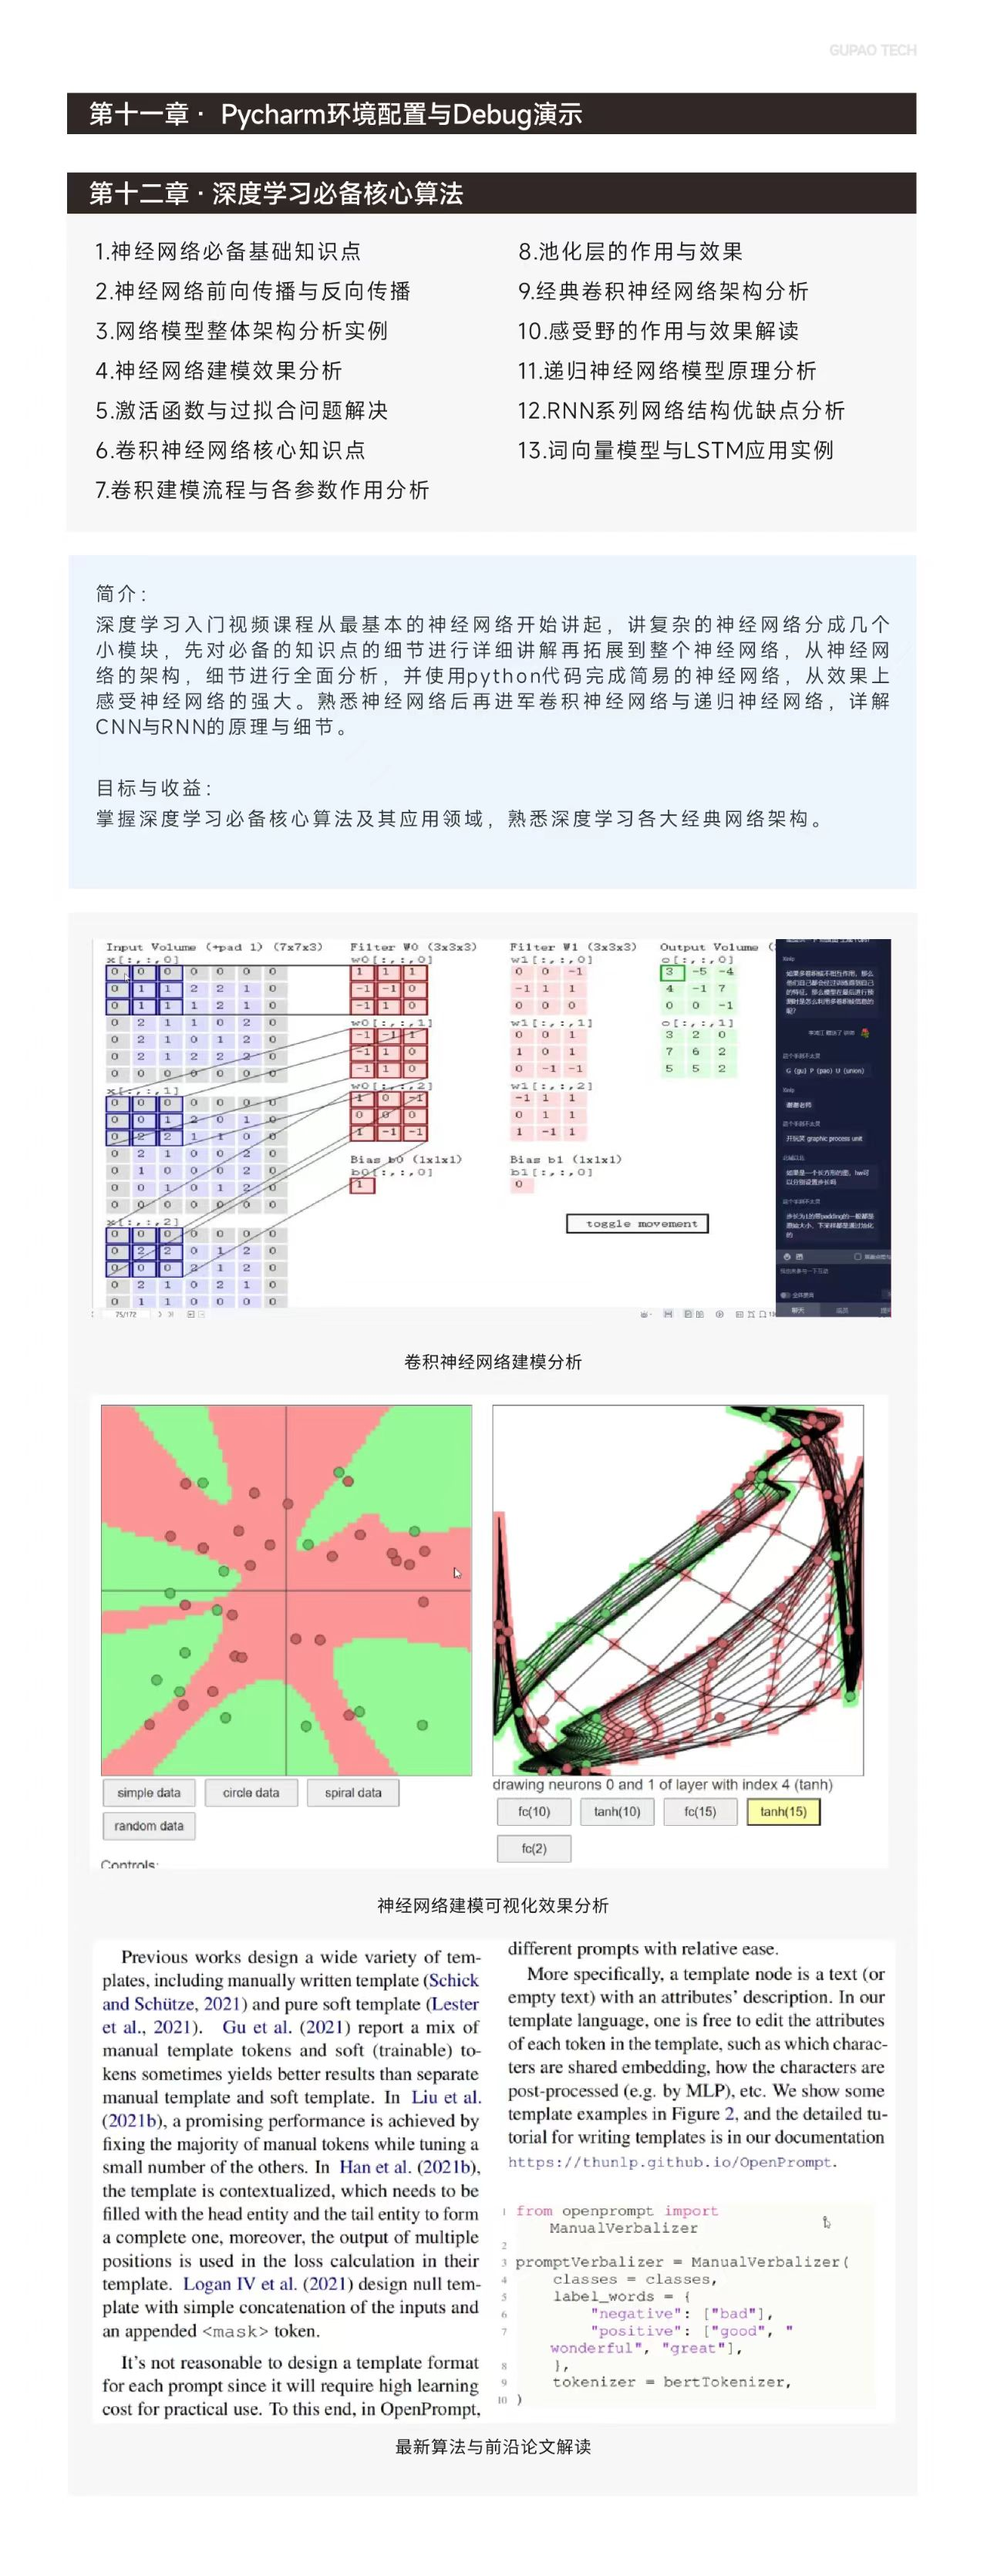 GUPAO TECH
第十一章 · Pycharm环境配置与Debug演示
第十二章 · 深度学习必备核心算法
1.神经网络必备基础知识点
2.神经网络前向传播与反向传播
3.网络模型整体架构分析实例
4.神经网络建模效果分析
5.激活函数与过拟合问题解决
6.卷积神经网络核心知识点
7.卷积建模流程与各参数作用分析
8.池化层的作用与效果
9.经典卷积神经网络架构分析
10.感受野的作用与效果解读
11.递归神经网络模型原理分析
12.RNN系列网络结构优缺点分析
13.词向量模型与LSTM应用实例
简介：
深度学习入门视频课程从最基本的神经网络开始讲起，讲复杂的神经网络分成几个
小模块，先对必备的知识点的细节进行详细讲解再拓展到整个神经网络，从神经网
络的架构，细节进行全面分析，并使用python代码完成简易的神经网络，从效果上
感受神经网络的强大。熟悉神经网络后再进军卷积神经网络与递归神经网络，详解
CNN与RNN的原理与细节。
目标与收益：
掌握深度学习必备核心算法及其应用领域，熟悉深度学习各大经典网络架构。
Input Volume (+pad 1) (7x7x3)
x[:,:,0]
0 0 0 0 0 0 0
0 1 1 2 2 1 0
0 1 1 1 2 1 0
0 2 1 1 0 2 0
0 2 1 0 1 2 0
0 2 1 2 2 2 0
0 0 0 0 0 0 0
x[:,:,1]
0 0 0 0 0 0 0
0 0 1 2 0 1 0
0 2 2 1 1 0 0
0 2 1 0 0 2 0
0 1 0 0 0 2 0
0 0 1 0 1 2 0
0 0 0 0 0 0 0
x[:,:,2]
0 0 0 0 0 0 0
0 2 2 0 1 2 0
0 0 0 2 1 2 0
0 2 1 0 2 1 0
0 1 1 0 0 0 0
Filter W0 (3x3x3)
w0[:,:,0]
1 1 1
-1 -1 0
-1 1 0
w0[:,:,1]
-1 -1 1
-1 1 0
-1 1 0
w0[:,:,2]
1 0 -1
0 0 0
1 -1 -1
Bias b0 (1x1x1)
b0[:,:,0]
1
Filter W1 (3x3x3)
w1[:,:,0]
0 0 -1
-1 1 1
0 0 0
w1[:,:,1]
0 0 1
1 0 1
0 -1 -1
w1[:,:,2]
-1 1 1
0 1 1
1 -1 1
Bias b1 (1x1x1)
b1[:,:,0]
0
Output Volume (
o[:,:,0]
3 -5 -4
4 -1 7
0 0 -1
o[:,:,1]
3 2 0
7 6 2
5 5 2
toggle movement
75/172
G (gu) P (pao) U (union)
谢谢老师
开玩笑 graphic process unit
如果是一个长方形的图，hw可
以分别设置步长吗
聊天
卷积神经网络建模分析
simple data
circle data
spiral data
random data
Controls:
drawing neurons 0 and 1 of layer with index 4 (tanh)
fc(10)
tanh(10)
fc(15)
tanh(15)
fc(2)
神经网络建模可视化效果分析
Previous works design a wide variety of tem-
plates, including manually written template (Schick
and Schütze, 2021) and pure soft template (Lester
et al., 2021). Gu et al. (2021) report a mix of
manual template tokens and soft (trainable) to-
kens sometimes yields better results than separate
manual template and soft template. In Liu et al.
(2021b), a promising performance is achieved by
fixing the majority of manual tokens while tuning a
small number of the others. In Han et al. (2021b),
the template is contextualized, which needs to be
filled with the head entity and the tail entity to form
a complete one, moreover, the output of multiple
positions is used in the loss calculation in their
template. Logan IV et al. (2021) design null tem-
plate with simple concatenation of the inputs and
an appended <mask> token.
It's not reasonable to design a template format
for each prompt since it will require high learning
cost for practical use. To this end, in OpenPrompt,
different prompts with relative ease.
More specifically, a template node is a text (or
empty text) with an attributes' description. In our
template language, one is free to edit the attributes
of each token in the template, such as which charac-
ters are shared embedding, how the characters are
post-processed (e.g. by MLP), etc. We show some
template examples in Figure 2, and the detailed tu-
torial for writing templates is in our documentation
https://thunlp.github.io/OpenPrompt.
1 from openprompt import
ManualVerbalizer
2
3 promptVerbalizer = ManualVerbalizer(
4 classes = classes,
5 label_words = {
6 "negative": ["bad"],
7 "positive": ["good", "
wonderful", "great"],
8 },
9 tokenizer = bertTokenizer,
10 )
最新算法与前沿论文解读